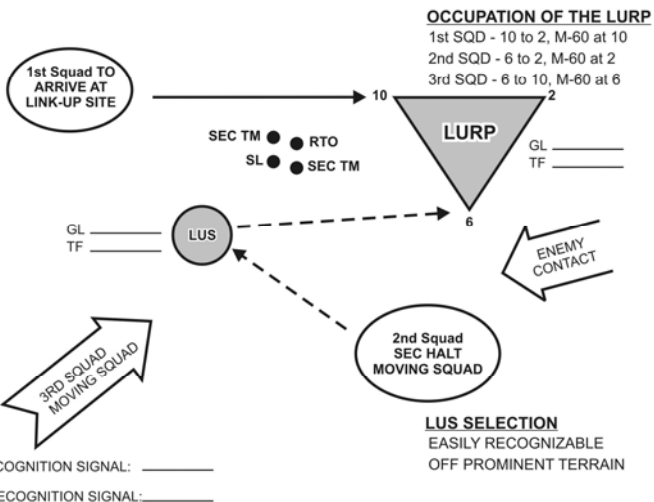 OCCUPATION OF THE LURP
1st SQD - 10 to 2, M-60 at 10
2nd SQD - 6 to 2, M-60 at 2
3rd SQD - 6 to 10, M-60 at 6
1st Squad TO
ARRIVE AT
LINK-UP SITE
10
2
LURP
SEC TM
RTO
SL
SEC TM
GL
TF
6
GL
TF
LUS
ENEMY
CONTACT
2nd Squad
SEC HALT
MOVING SQUAD
3RD SQUAD
MOVING SQUAD
LUS SELECTION
EASILY RECOGNIZABLE
OFF PROMINENT TERRAIN
COGNITION SIGNAL:
ECOGNITION SIGNAL: